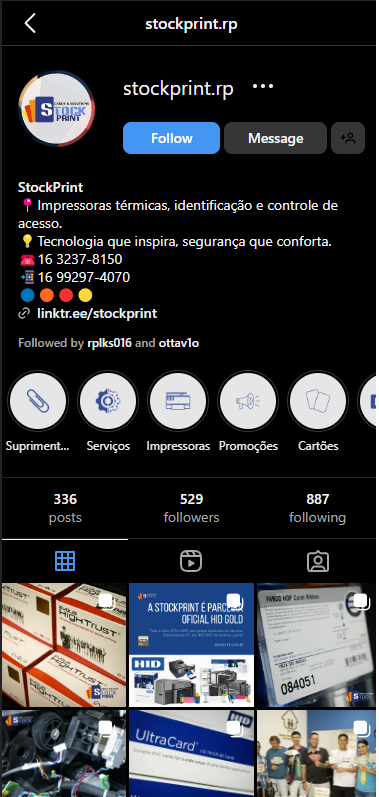 stockprint.rp
CARDS & SOLUTIONS
STOCK
PRINT
stockprint.rp
Follow
Message
StockPrint
📍Impressoras térmicas, identificação e controle de
acesso.
💡Tecnologia que inspira, segurança que conforta.
☎️16 3237-8150
📲16 99297-4070
🔵🟠🔴🟡
linktr.ee/stockprint
Followed by rplks016 and ottav1o
Supriment...
Serviços
Impressoras
Promoções
Cartões
336
posts
529
followers
887
following
HIGHTRUST
A STOCKPRINT É PARCEIRA
OFICIAL HID GOLD
HID
FARGO HDP Color Ribbon
084051
UltraCard